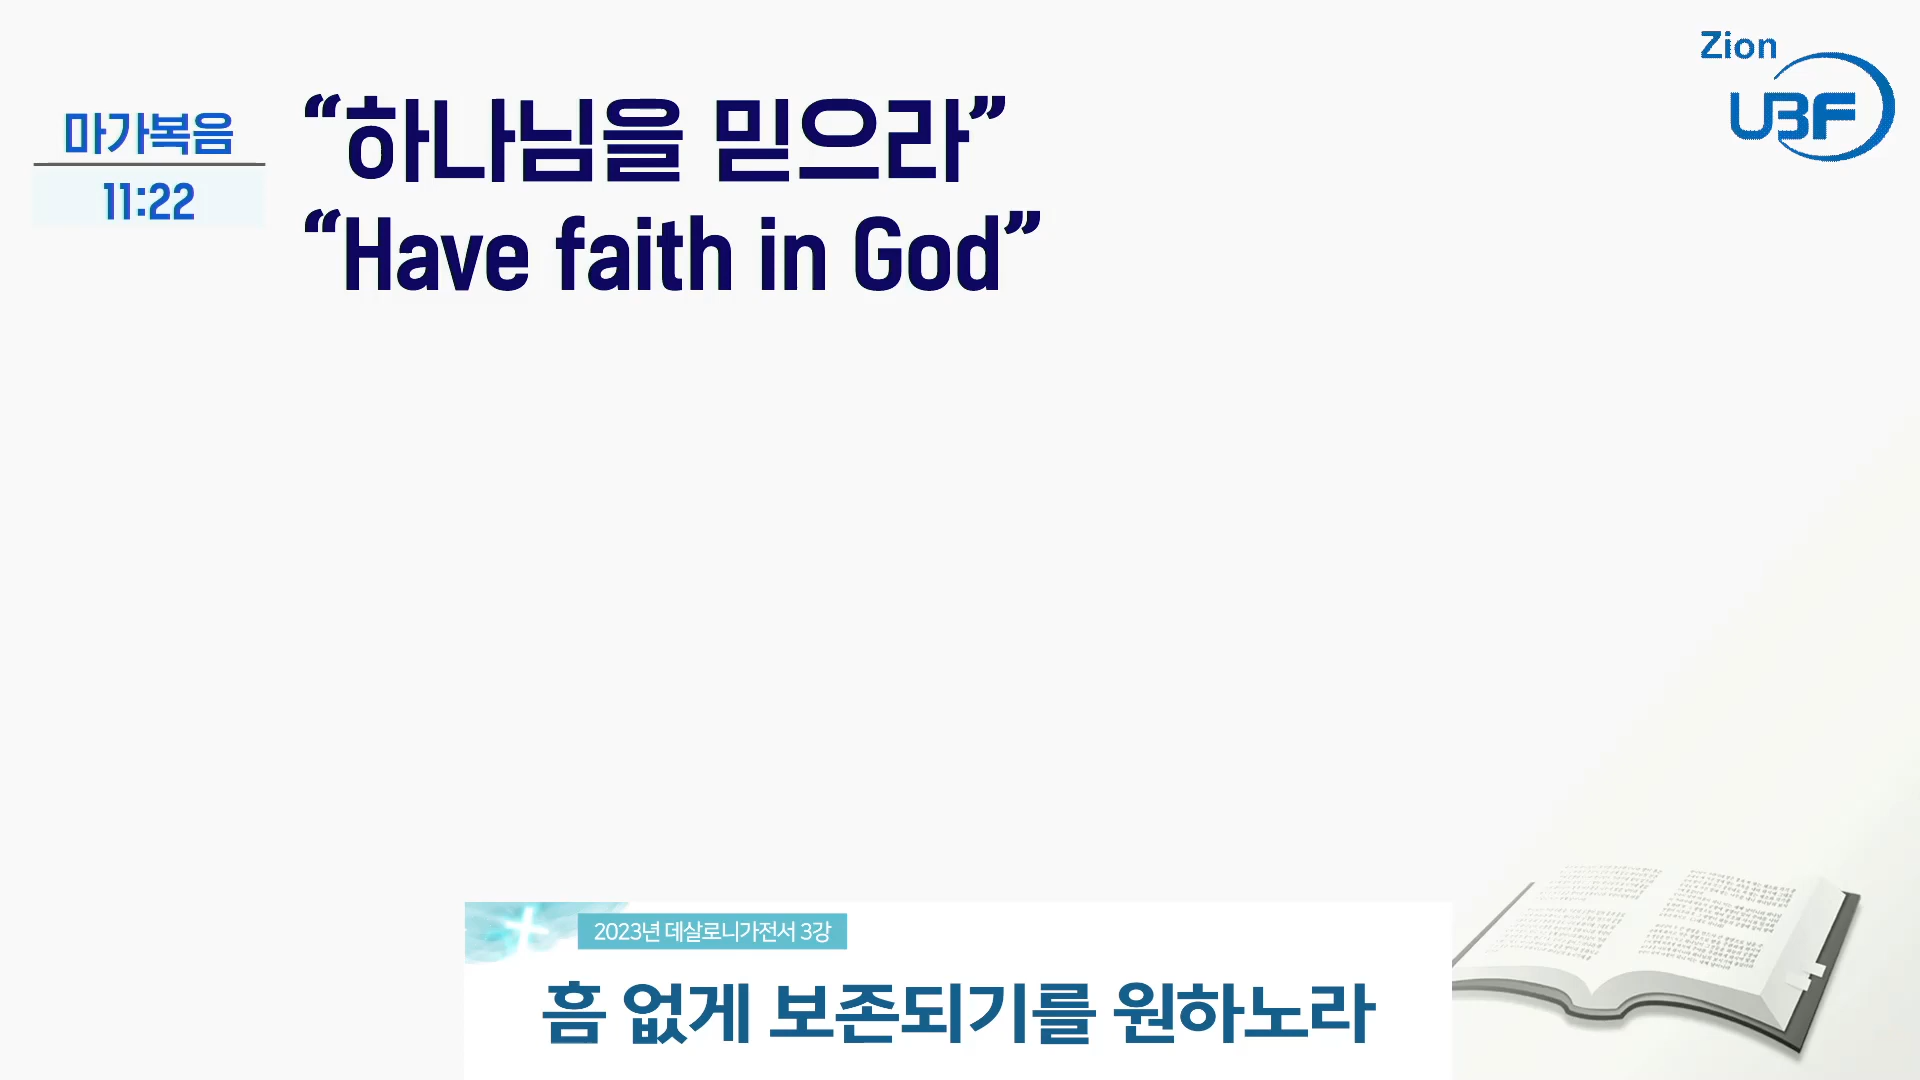 Zion
UBF
마가복음
11:22
“하나님을 믿으라”
“Have faith in God”
2023년 데살로니가전서 3강
흠 없게 보존되기를 원하노라